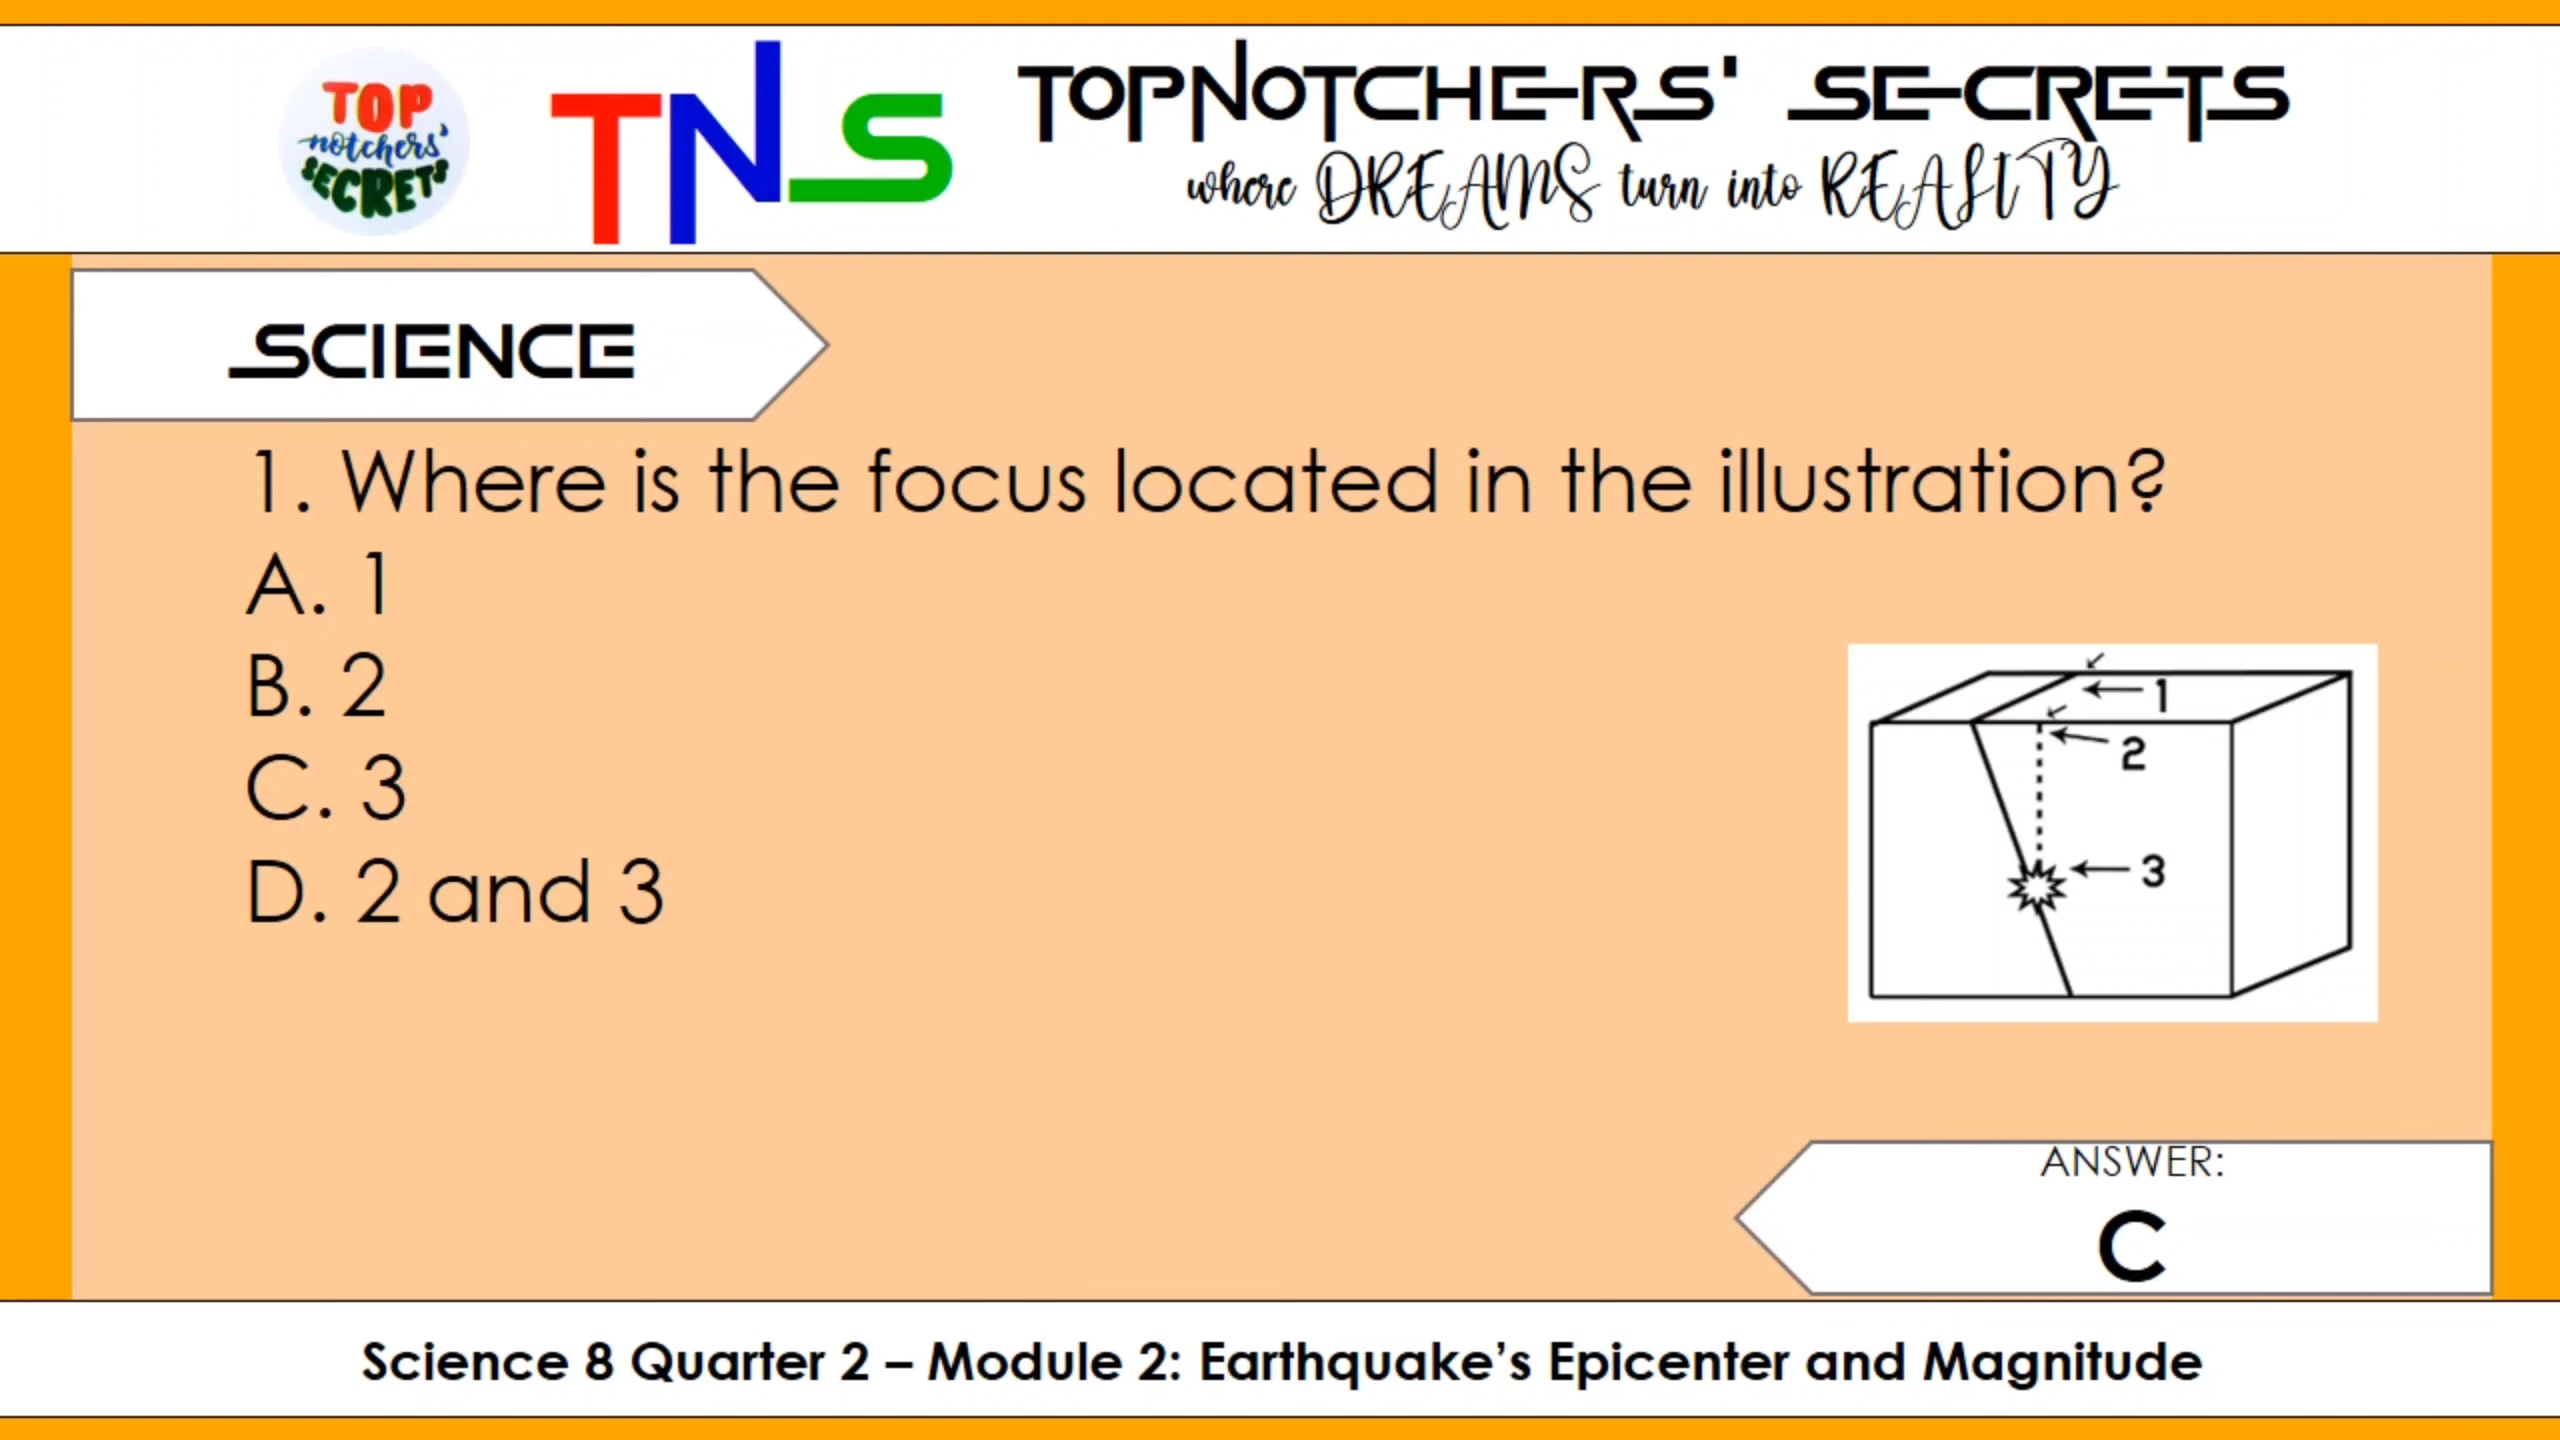 TOP
notchers'
SECRETS
TNS
TOPNOTCHERS' SECRETS
where DREAMS turn into REALITY
SCIENCE
1. Where is the focus located in the illustration?
A. 1
B. 2
C. 3
D. 2 and 3
1
2
3
ANSWER:
C
Science 8 Quarter 2 – Module 2: Earthquake’s Epicenter and Magnitude